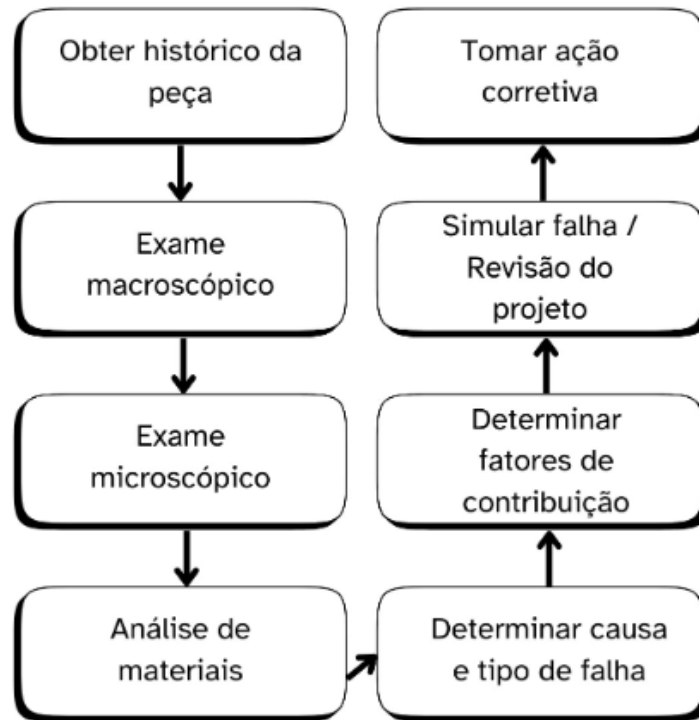 Obter histórico da
peça
Exame
macroscópico
Exame
microscópico
Análise de
materiais
Determinar causa
e tipo de falha
Determinar
fatores de
contribuição
Simular falha /
Revisão do
projeto
Tomar ação
corretiva